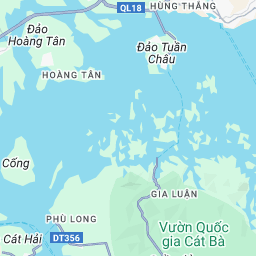 QL18
HÙNG THẮNG
Đảo
Hoàng Tân
Đảo Tuần
Châu
HOÀNG TÂN
Cống
GIA LUẬN
PHÙ LONG
Vườn Quốc
gia Cát Bà
Cát Hải
ĐT356